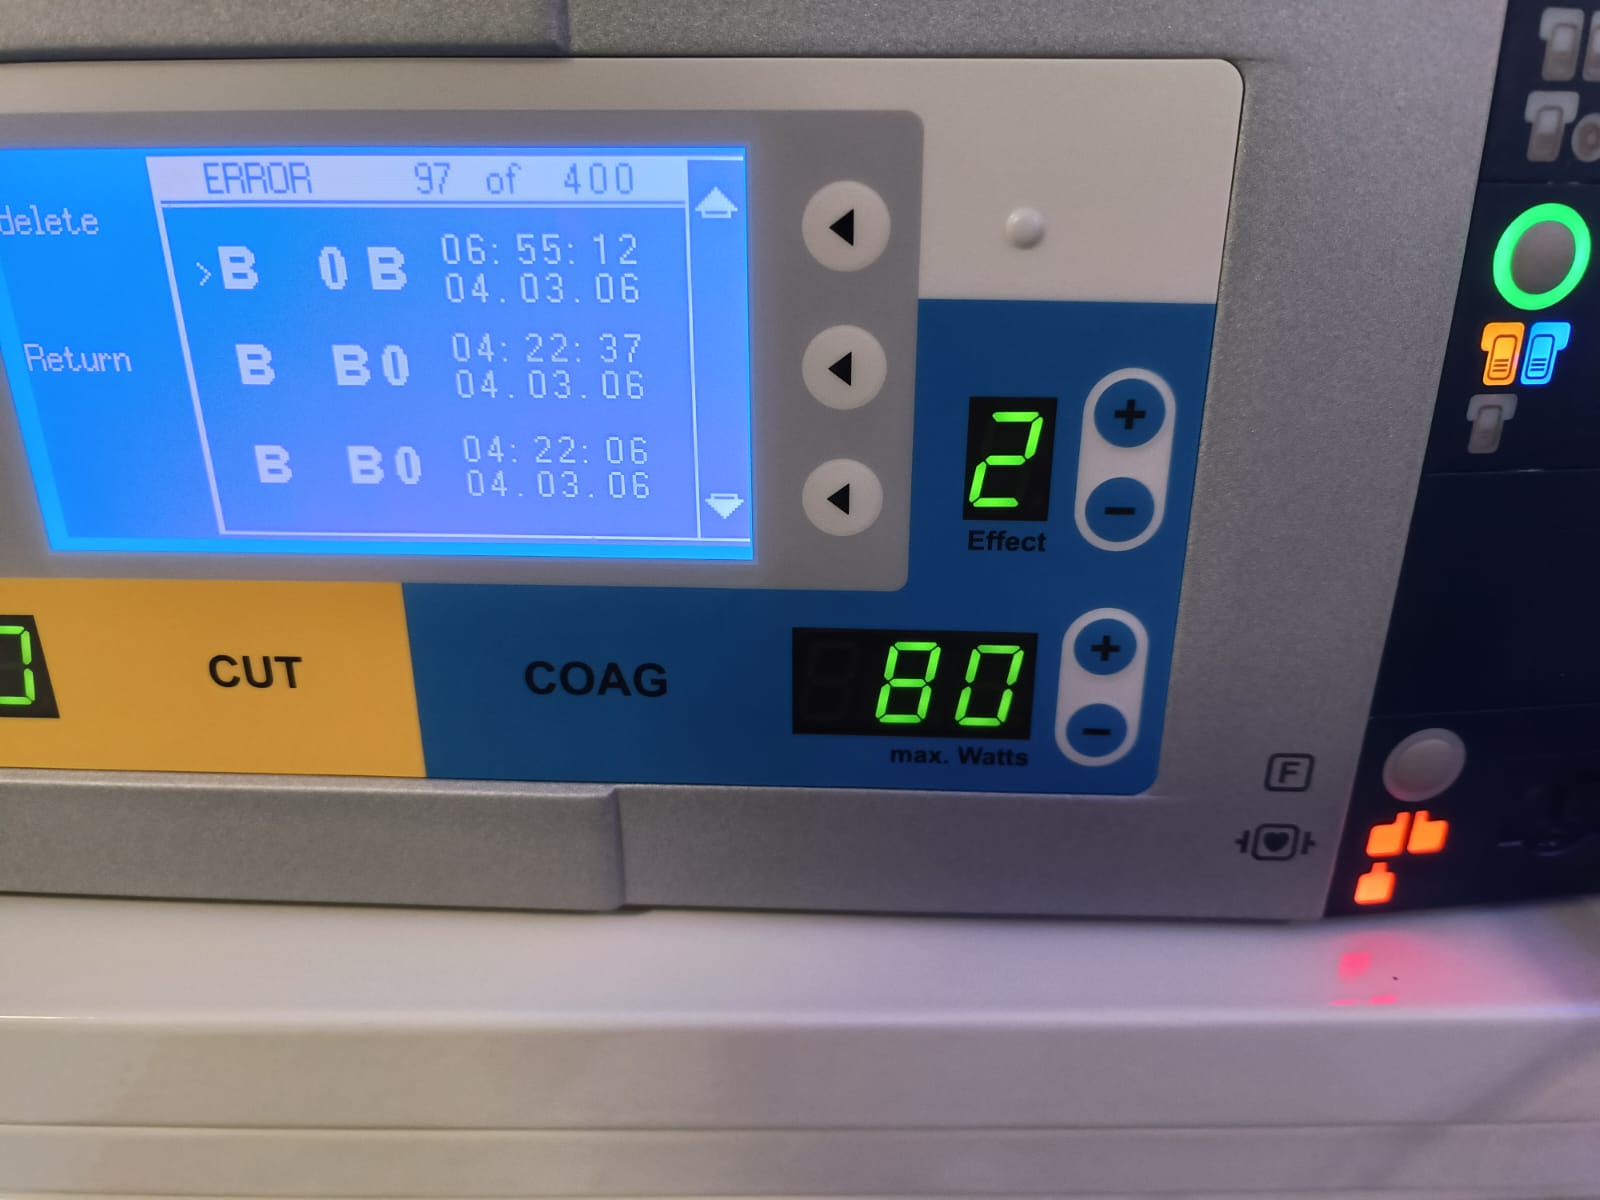 ERROR 97 of 400
delete
>B 0B 06:55:12
04.03.06
Return
B B0 04:22:37
04.03.06
B B0 04:22:06
04.03.06
2
+
-
Effect
CUT
COAG
80
+
-
max. Watts
F